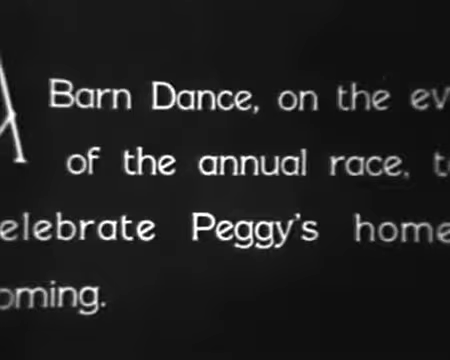 A Barn Dance, on the ev
of the annual race, t
elebrate Peggy's home
oming.